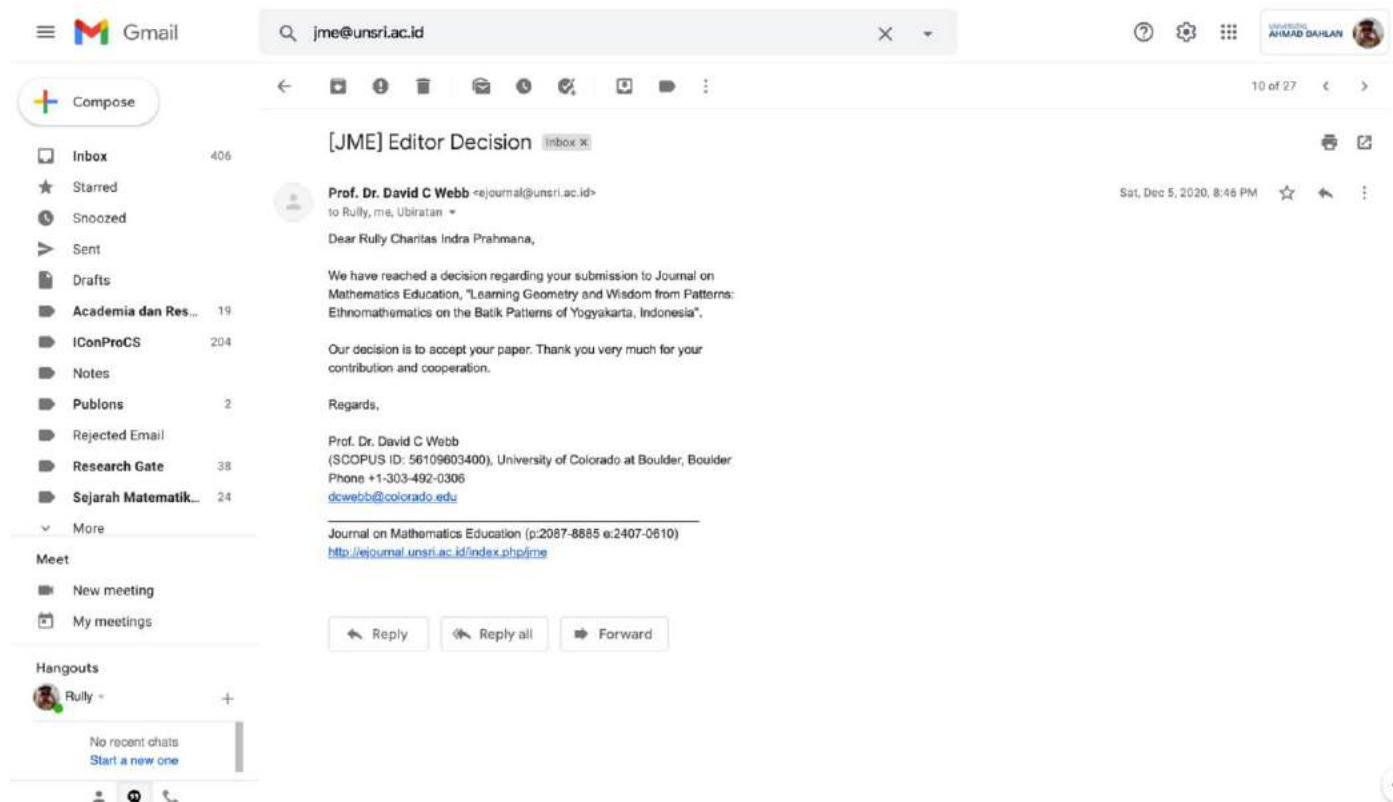 Gmail
jme@unsri.ac.id
UNIVERSITAS
AHMAD DAHLAN
Compose
10 of 27
Inbox 406
Starred
Snoozed
Sent
Drafts
Academia dan Res... 19
IConProCS 204
Notes
Publons 2
Rejected Email
Research Gate 38
Sejarah Matematik... 24
More
Meet
New meeting
My meetings
Hangouts
Rully
No recent chats
Start a new one
[JME] Editor Decision Inbox x
Prof. Dr. David C Webb <ejournal@unsri.ac.id> Sat, Dec 5, 2020, 8:46 PM
to Rully, me, Ubiratan
Dear Rully Charitas Indra Prahmana,
We have reached a decision regarding your submission to Journal on
Mathematics Education, "Learning Geometry and Wisdom from Patterns:
Ethnomathematics on the Batik Patterns of Yogyakarta, Indonesia".
Our decision is to accept your paper. Thank you very much for your
contribution and cooperation.
Regards,
Prof. Dr. David C Webb
(SCOPUS ID: 56109603400), University of Colorado at Boulder, Boulder
Phone +1-303-492-0306
dcwebb@colorado.edu
Journal on Mathematics Education (p:2087-8885 e:2407-0610)
http://ejournal.unsri.ac.id/index.php/jme
Reply Reply all Forward